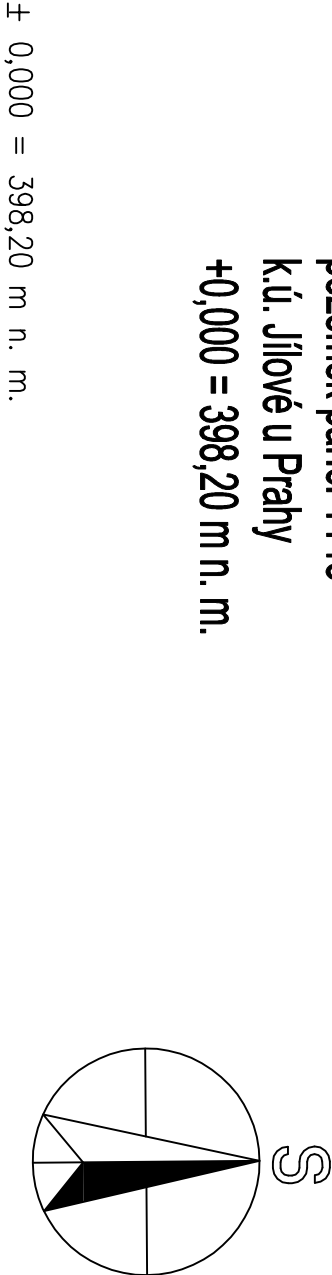 k.ú. Jílové u Prahy
+0,000 = 398,20 m n. m.
± 0,000 = 398,20 m n. m.
S